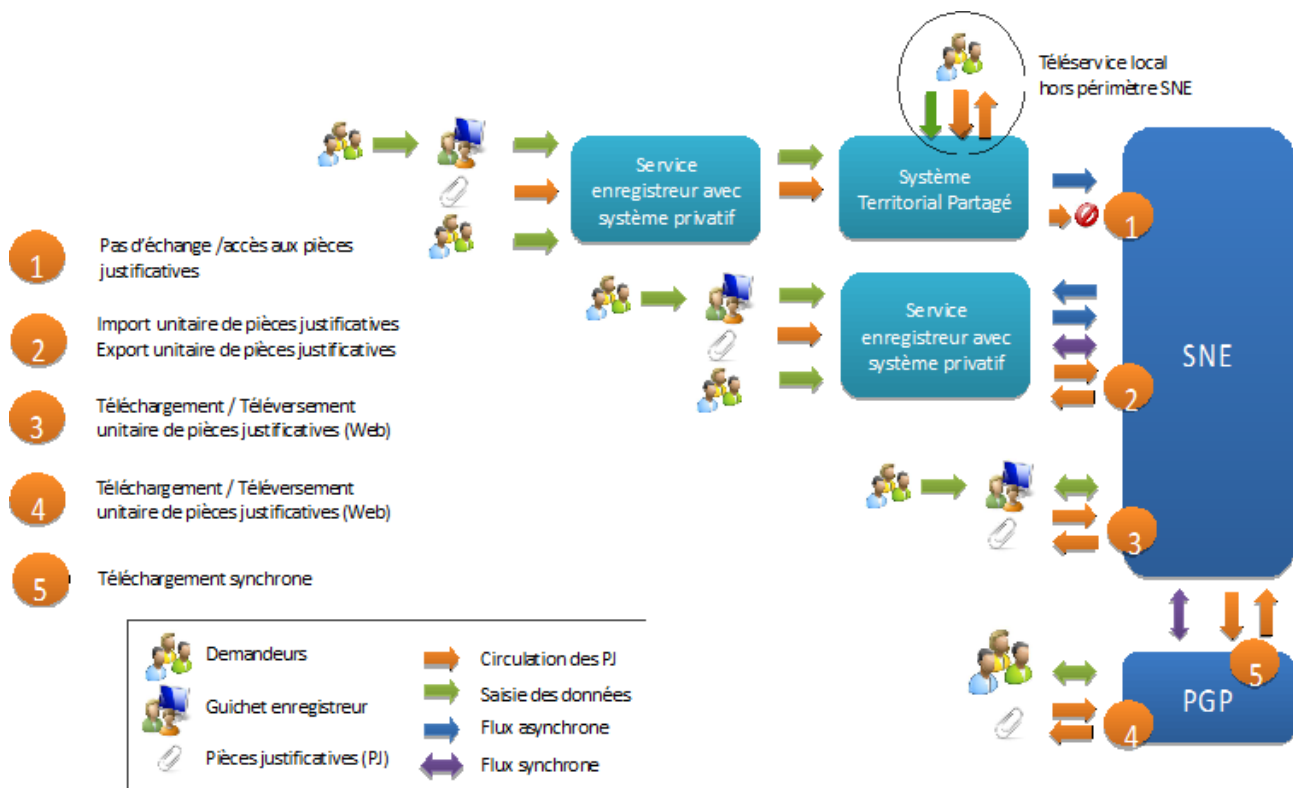 Téléservice local
hors périmètre SNE
Service
enregistreur avec
système privatif
Système
Territorial Partagé
1
SNE
1
Pas d'échange /accès aux pièces
justificatives
2
Import unitaire de pièces justificatives
Export unitaire de pièces justificatives
Service
enregistreur avec
système privatif
2
3
Téléchargement / Téléversement
unitaire de pièces justificatives (Web)
4
Téléchargement / Téléversement
unitaire de pièces justificatives (Web)
3
5
Téléchargement synchrone
Demandeurs
Guichet enregistreur
Pièces justificatives (PJ)
Circulation des PJ
Saisie des données
Flux asynchrone
Flux synchrone
5
PGP
4